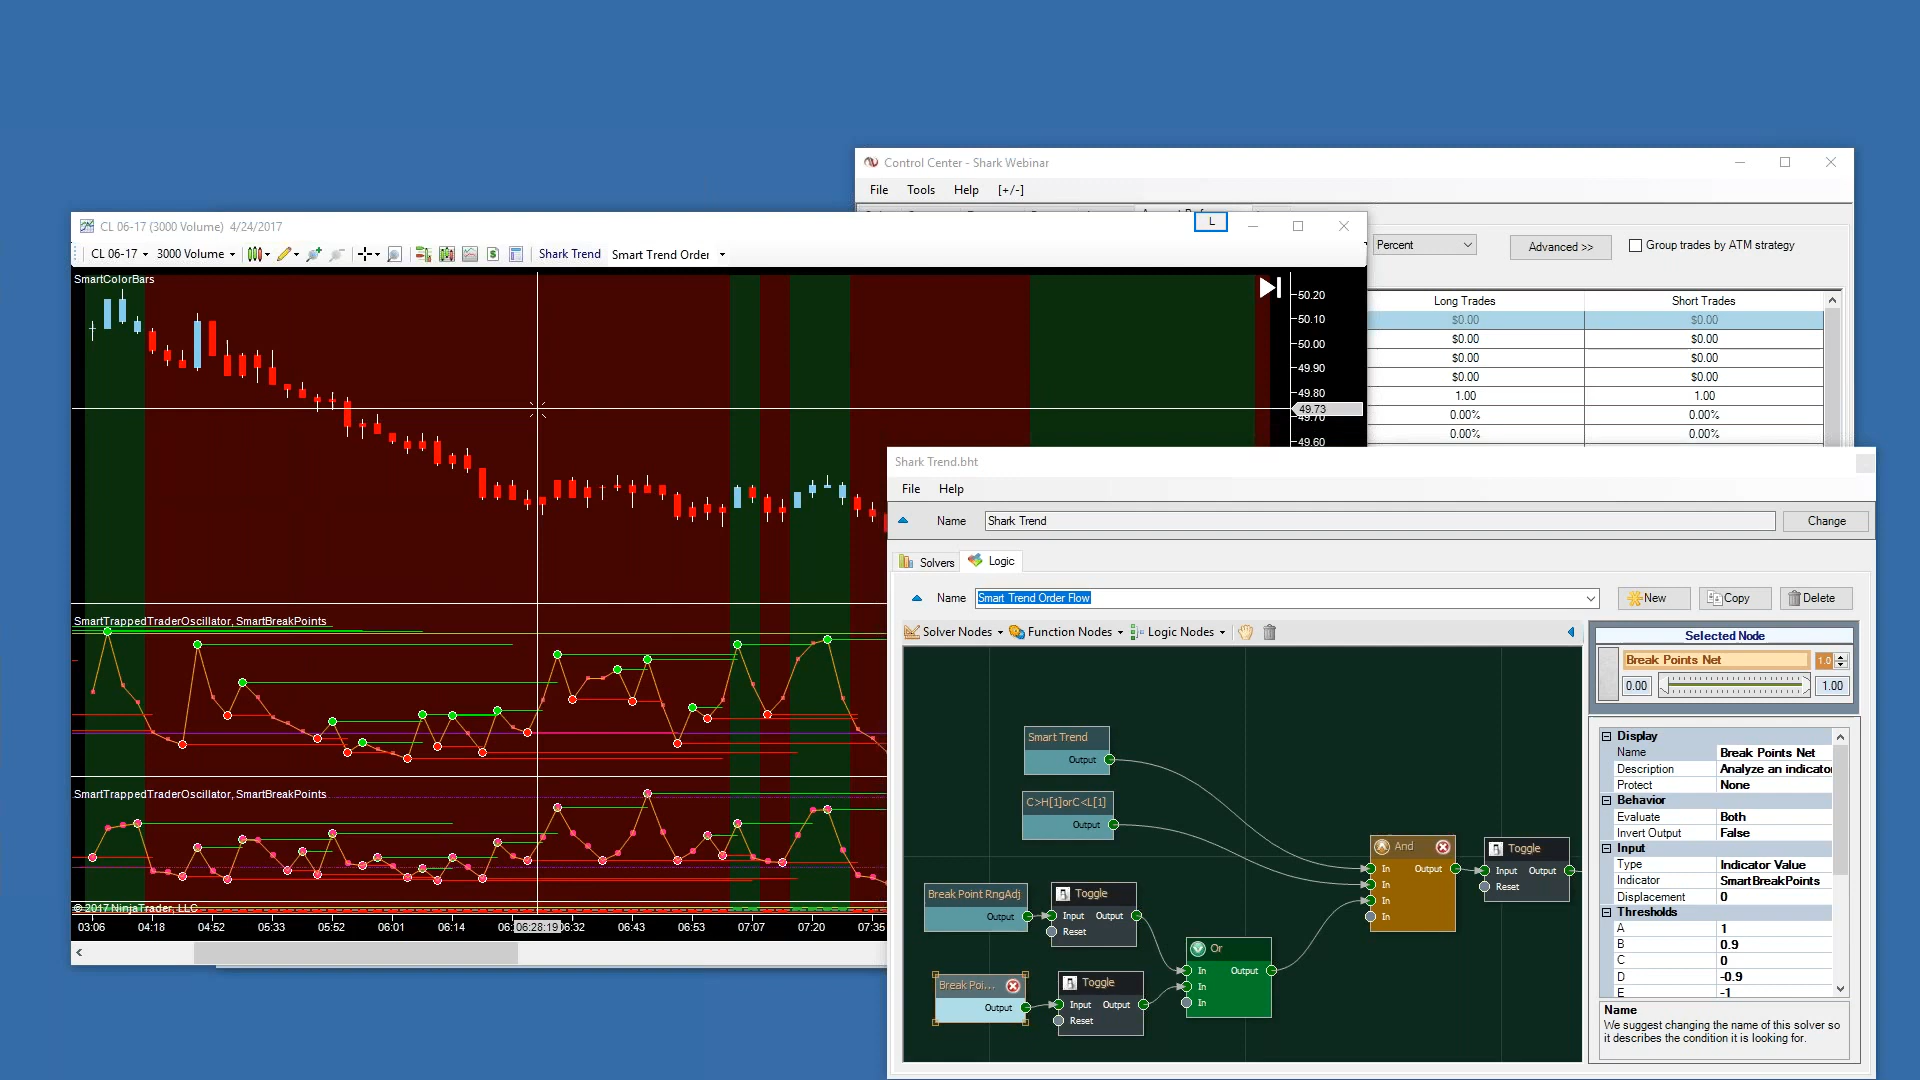 Control Center - Shark Webinar
File Tools Help [+/-]
CL 06-17 (3000 Volume) 4/24/2017
L
CL 06-17 3000 Volume Shark Trend Smart Trend Order
Percent
Advanced >>
Group trades by ATM strategy
Long Trades Short Trades
$0.00 $0.00
$0.00 $0.00
$0.00 $0.00
$0.00 $0.00
1.00 1.00
0.00% 0.00%
0.00% 0.00%
SmartColorBars
50.20
50.10
50.00
49.90
49.80
49.73
49.70
49.60
SmartTrappedTraderOscillator, SmartBreakPoints
SmartTrappedTraderOscillator, SmartBreakPoints
© 2017 NinjaTrader, LLC
03:06 04:18 05:09 05:33 05:52 06:01 06:14 06:28:19 06:32 06:43 06:53 07:07 07:20 07:35
Shark Trend.bht
File Help
Name Shark Trend Change
Solvers Logic
Name Smart Trend Order Flow New Copy Delete
Solver Nodes Function Nodes Logic Nodes
Smart Trend
Output
C>H[1]orC<L[1]
Output
Break Point RngAdj
Output
Toggle
Input Output
Reset
Break Poi...
Output
Toggle
Input Output
Reset
Or
In Output
In
In
And
In Output
In
In
In
Toggle
Input Output
Reset
Selected Node
Break Points Net 1.0
0.00 1.00
Display
Name Break Points Net
Description Analyze an indicato
Protect None
Behavior
Evaluate Both
Invert Output False
Input
Type Indicator Value
Indicator SmartBreakPoints
Displacement 0
Thresholds
A 1
B 0.9
C 0
D -0.9
E -1
Name
We suggest changing the name of this solver so
it describes the condition it is looking for.